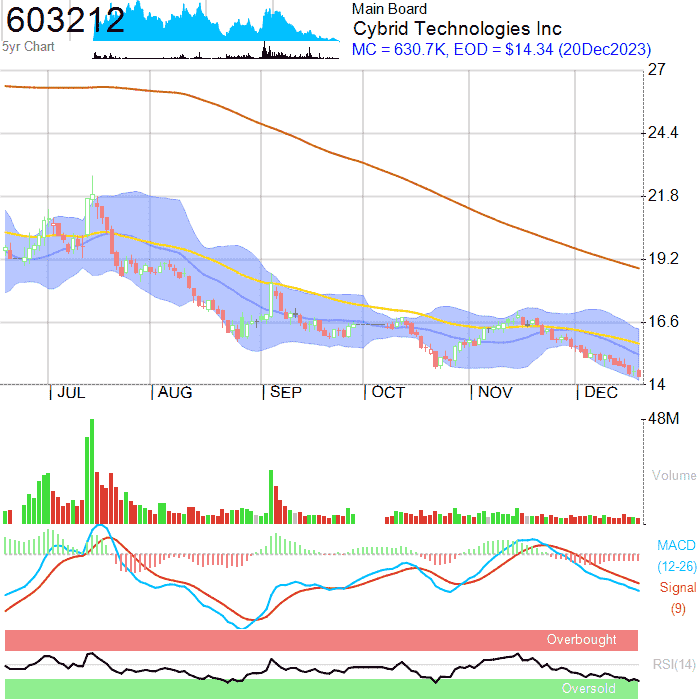 603212
5yr Chart
Main Board
Cybrid Technologies Inc
MC = 630.7K, EOD = $14.34 (20Dec2023)
27
24.4
21.8
19.2
16.6
14
JUL AUG SEP OCT NOV DEC
48M
Volume
MACD
(12-26)
Signal
(9)
Overbought
RSI(14)
Oversold